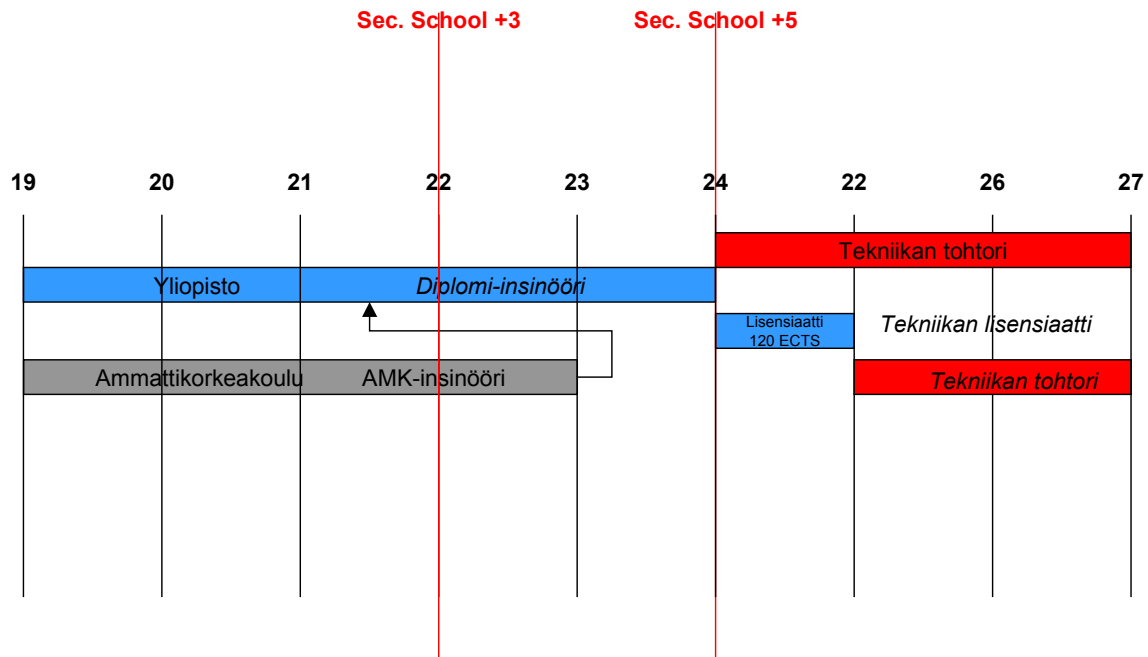 Sec. School +3
Sec. School +5
19 20 21 22 23 24 22 26 27
Tekniikan tohtori
Yliopisto Diplomi-insinööri
Lisensiaatti
120 ECTS
Tekniikan lisensiaatti
Ammattikorkeakoulu AMK-insinööri
Tekniikan tohtori